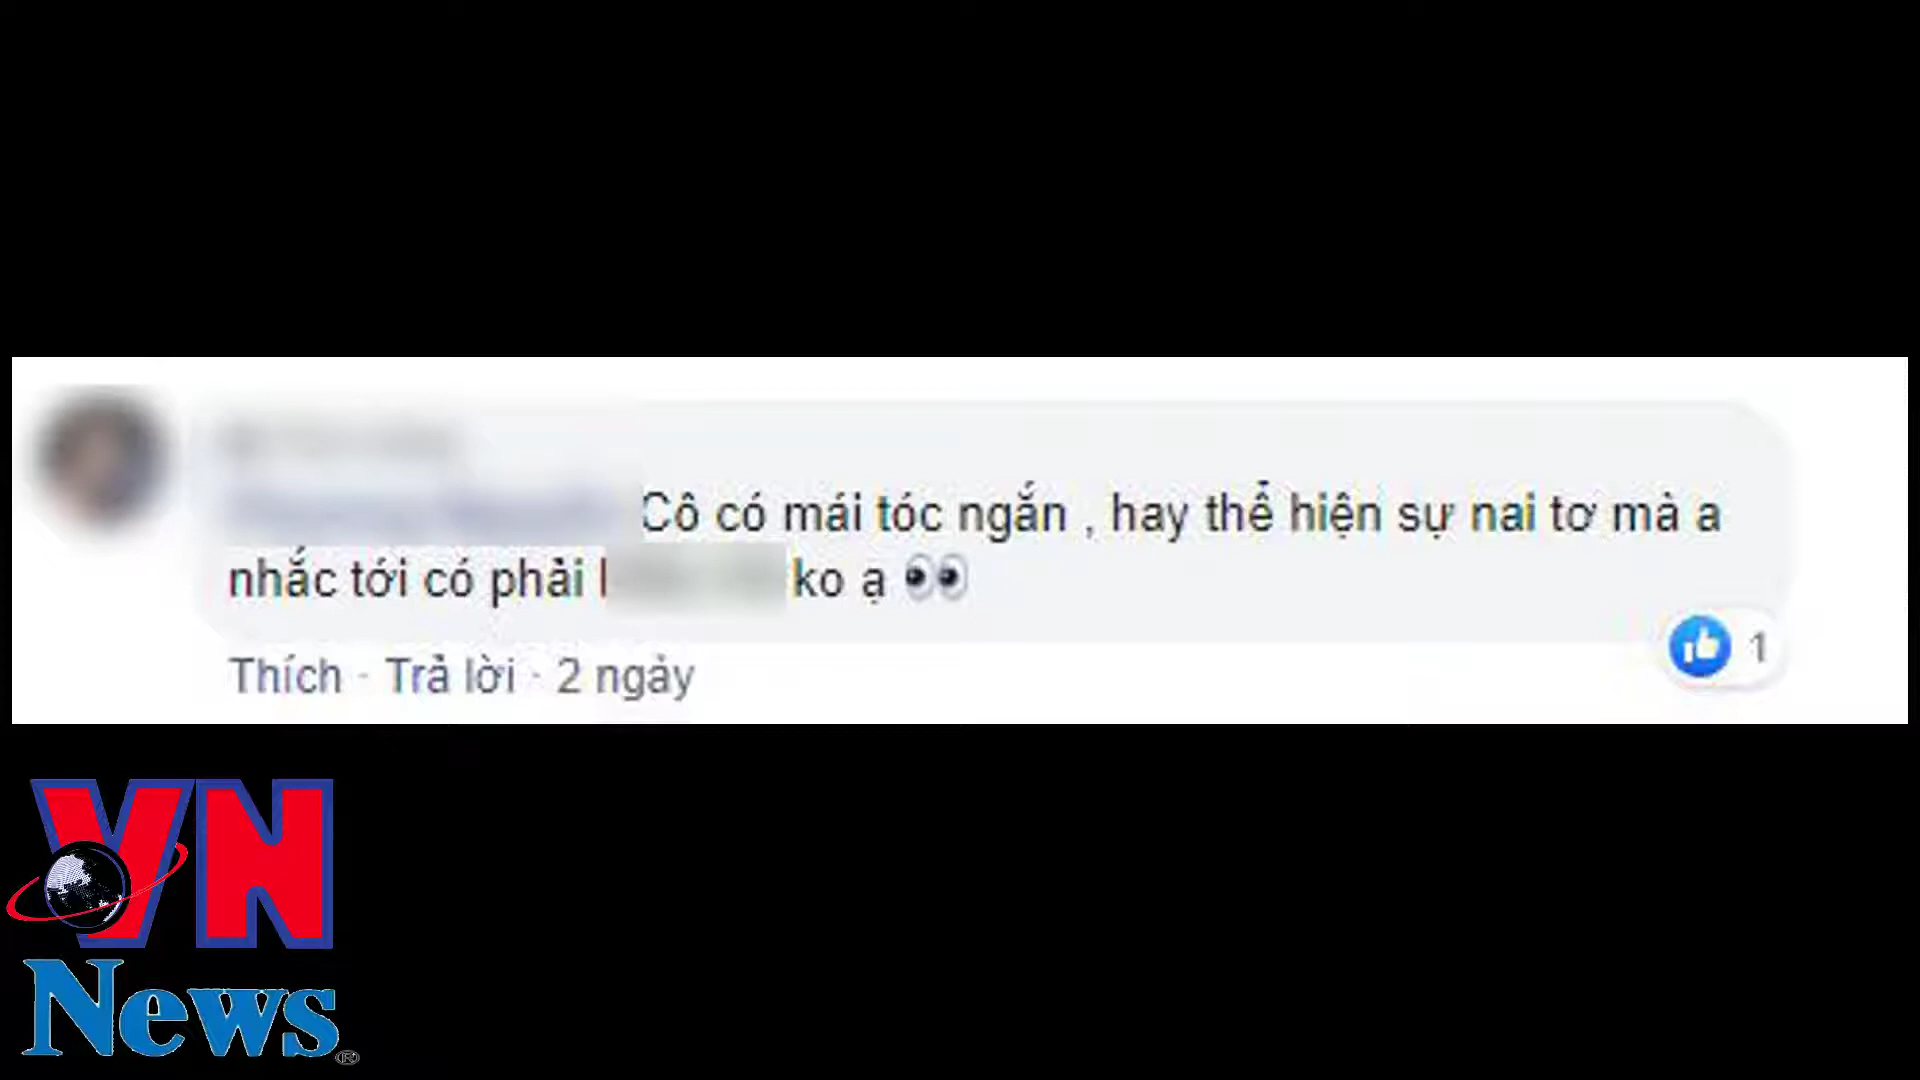 Cô có mái tóc ngắn , hay thể hiện sự nai tơ mà a
nhắc tới có phải ko ạ 👀
Thích · Trả lời · 2 ngày
1
VN
News®